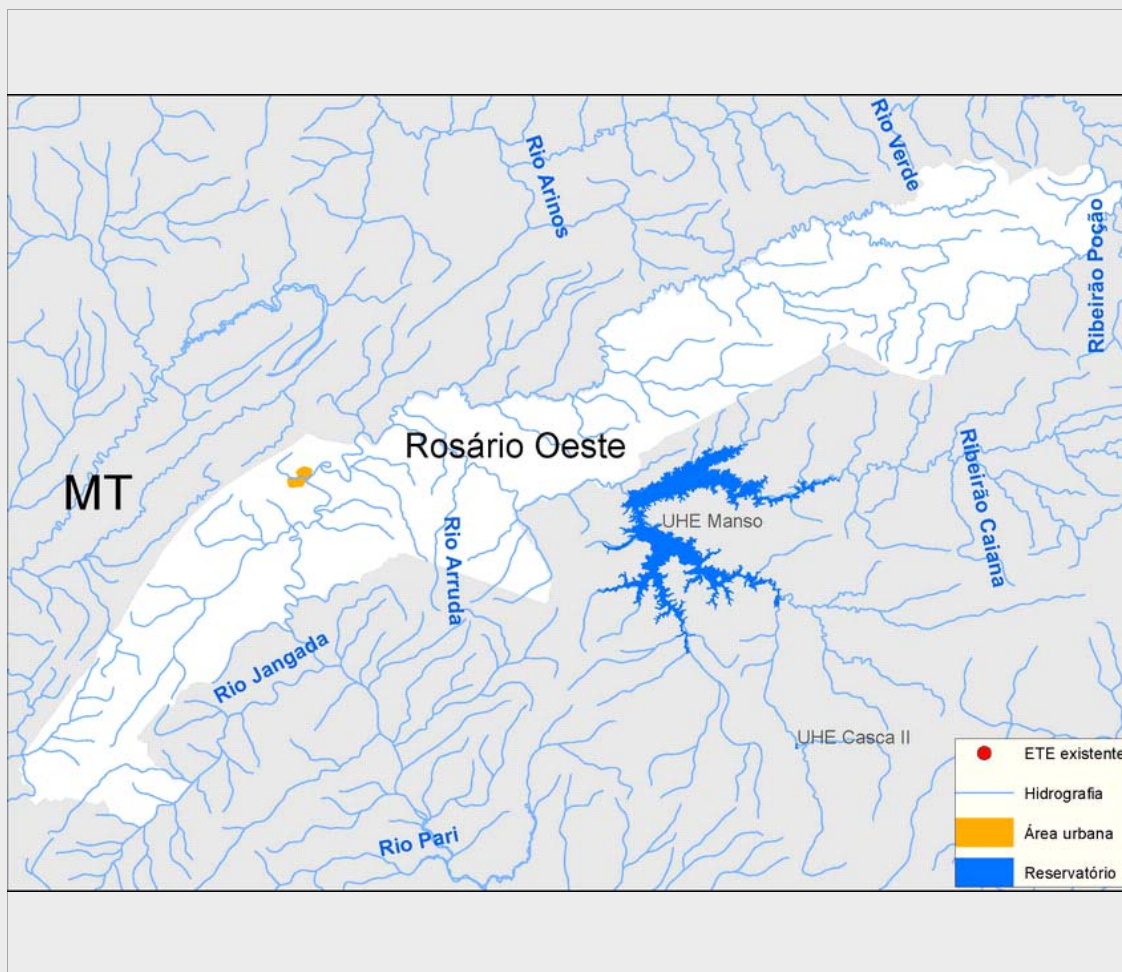 Rio Verde
Rio Arinos
Ribeirão Poção
Rosário Oeste
MT
Ribeirão Caiana
UHE Manso
Rio Arruda
Rio Jangada
UHE Casca II
Rio Pari
ETE existente
Hidrografia
Área urbana
Reservatório